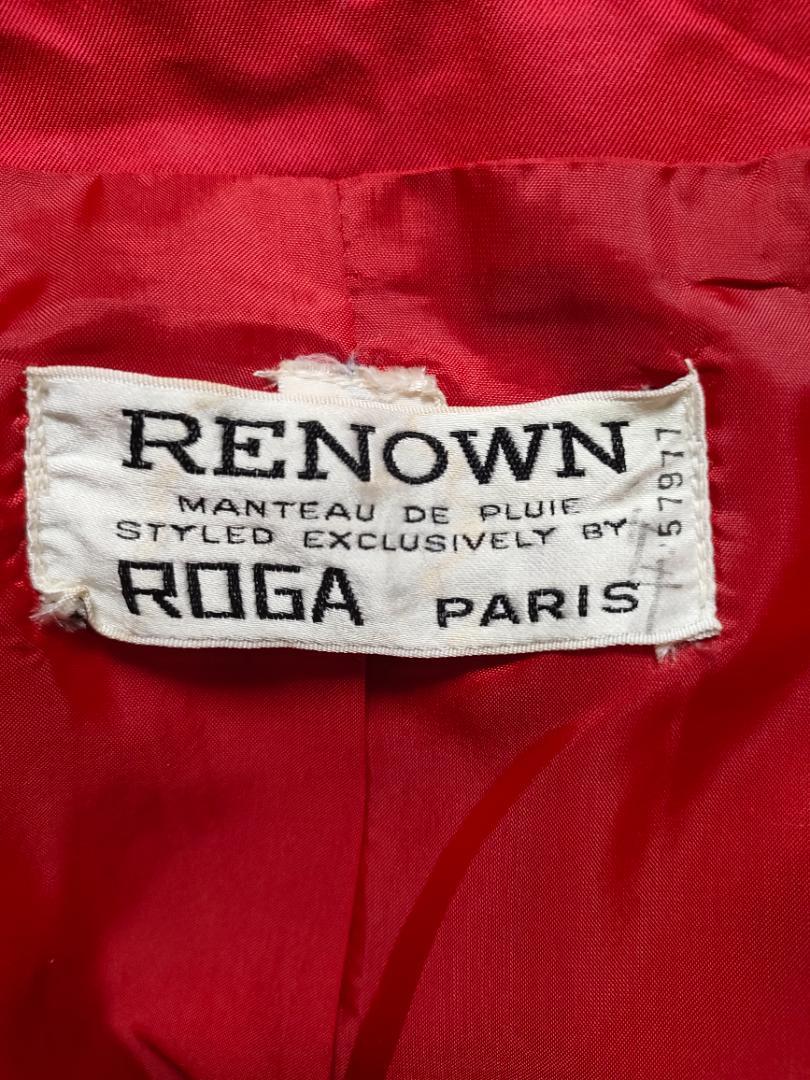 RENOWN
MANTEAU DE PLUIE
STYLED EXCLUSIVELY BY
ROGA PARIS
57977